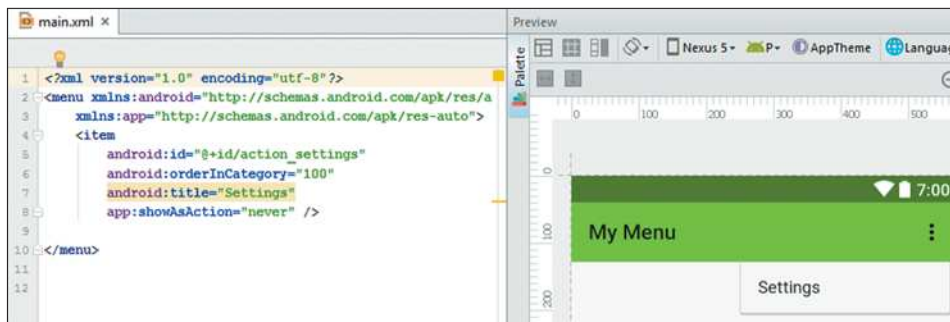 main.xml ×
Preview
Palette
Nexus 5 P AppTheme
1 <?xml version="1.0" encoding="utf-8"?>
2 <menu xmlns:android="http://schemas.android.com/apk/res/a
3 xmlns:app="http://schemas.android.com/apk/res-auto">
4 <item
5 android:id="@+id/action_settings"
6 android:orderInCategory="100"
7 android:title="Settings"
8 app:showAsAction="never" />
9
10 </menu>
11
12
0 100 200 300 400 500
0
100
200
7:00
My Menu
Settings